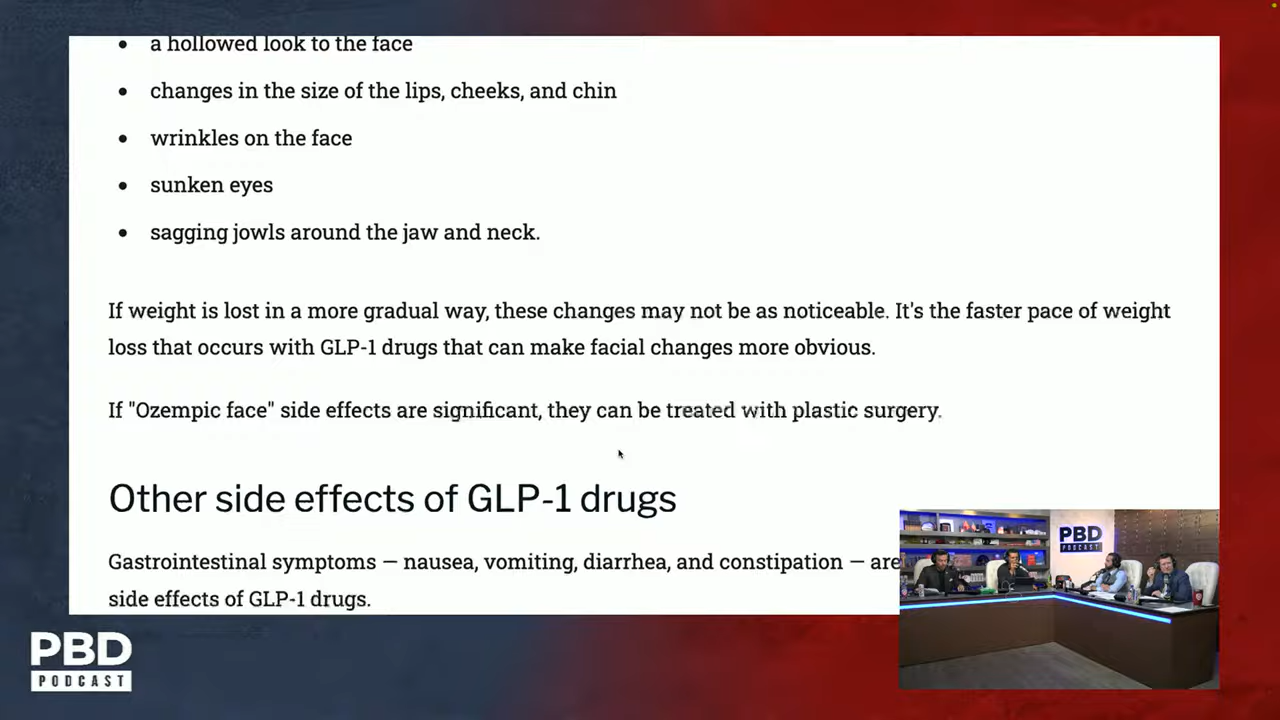 a hollowed look to the face
changes in the size of the lips, cheeks, and chin
wrinkles on the face
sunken eyes
sagging jowls around the jaw and neck.
If weight is lost in a more gradual way, these changes may not be as noticeable. It's the faster pace of weight
loss that occurs with GLP-1 drugs that can make facial changes more obvious.
If "Ozempic face" side effects are significant, they can be treated with plastic surgery.
Other side effects of GLP-1 drugs
Gastrointestinal symptoms — nausea, vomiting, diarrhea, and constipation — are
side effects of GLP-1 drugs.
PBD
PODCAST
PBD
PODCAST